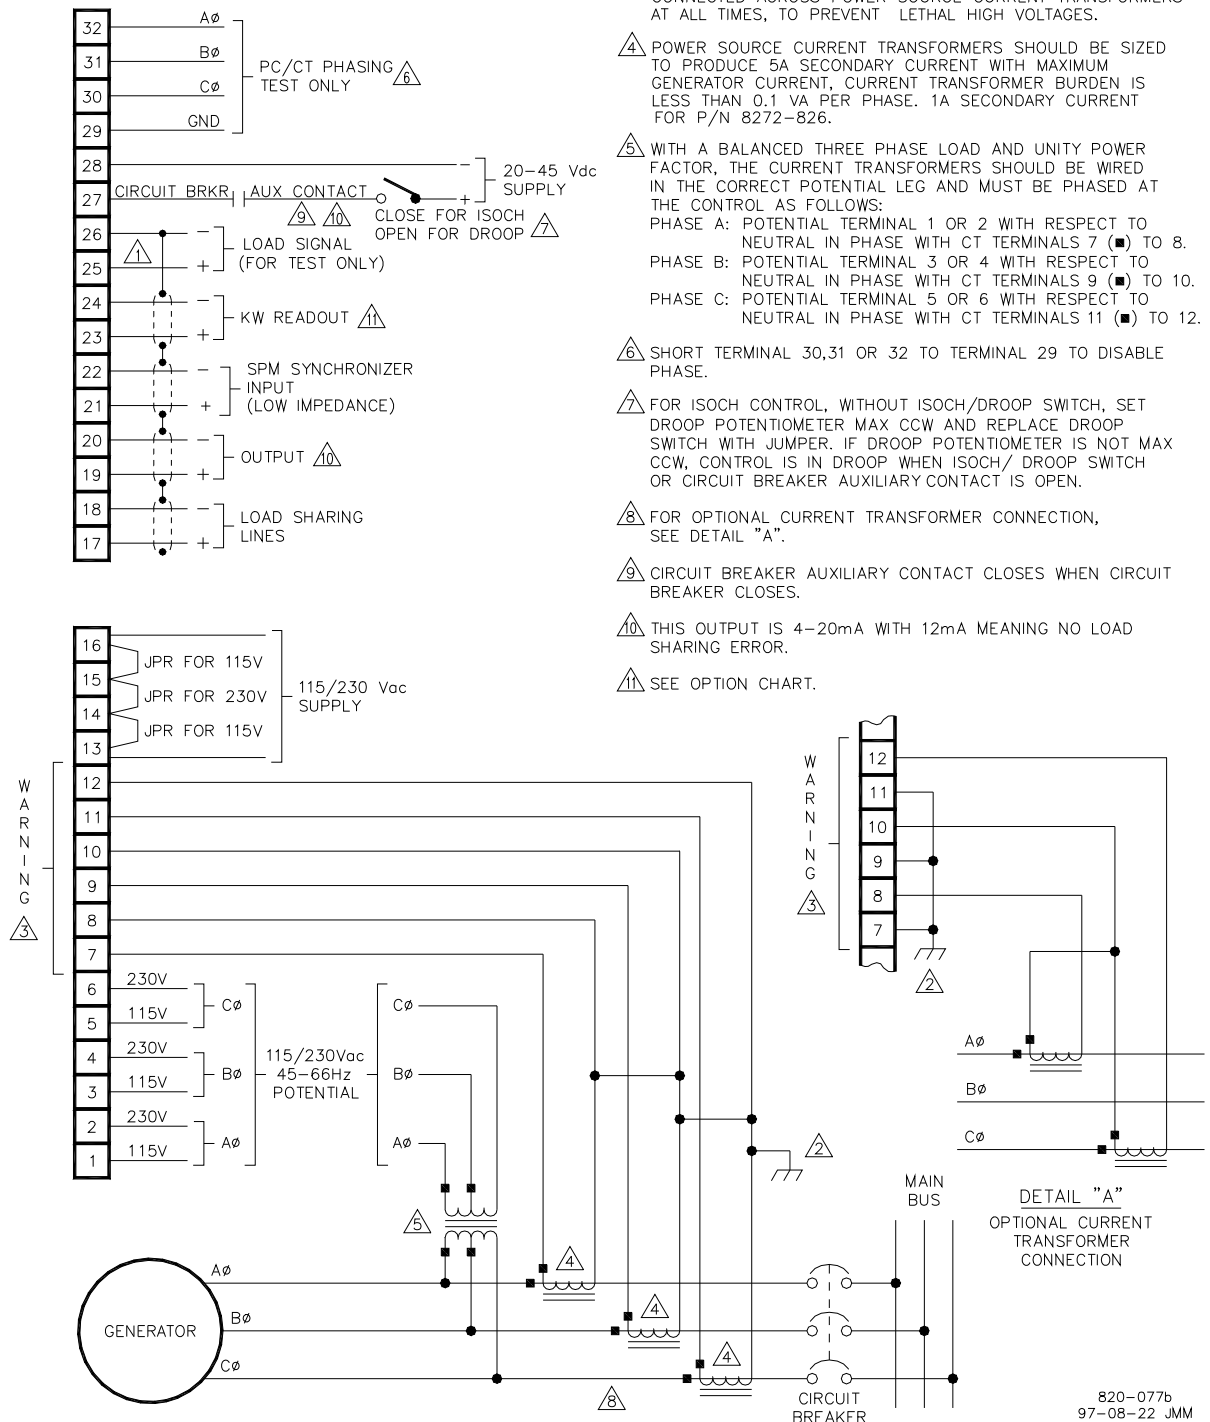 CONNECTED ACROSS POWER SOURCE CURRENT TRANSFORMERS
AT ALL TIMES, TO PREVENT LETHAL HIGH VOLTAGES.
4 POWER SOURCE CURRENT TRANSFORMERS SHOULD BE SIZED
TO PRODUCE 5A SECONDARY CURRENT WITH MAXIMUM
GENERATOR CURRENT, CURRENT TRANSFORMER BURDEN IS
LESS THAN 0.1 VA PER PHASE. 1A SECONDARY CURRENT
FOR P/N 8272-826.
5 WITH A BALANCED THREE PHASE LOAD AND UNITY POWER
FACTOR, THE CURRENT TRANSFORMERS SHOULD BE WIRED
IN THE CORRECT POTENTIAL LEG AND MUST BE PHASED AT
THE CONTROL AS FOLLOWS:
PHASE A: POTENTIAL TERMINAL 1 OR 2 WITH RESPECT TO
NEUTRAL IN PHASE WITH CT TERMINALS 7 (■) TO 8.
PHASE B: POTENTIAL TERMINAL 3 OR 4 WITH RESPECT TO
NEUTRAL IN PHASE WITH CT TERMINALS 9 (■) TO 10.
PHASE C: POTENTIAL TERMINAL 5 OR 6 WITH RESPECT TO
NEUTRAL IN PHASE WITH CT TERMINALS 11 (■) TO 12.
6 SHORT TERMINAL 30,31 OR 32 TO TERMINAL 29 TO DISABLE
PHASE.
7 FOR ISOCH CONTROL, WITHOUT ISOCH/DROOP SWITCH, SET
DROOP POTENTIOMETER MAX CCW AND REPLACE DROOP
SWITCH WITH JUMPER. IF DROOP POTENTIOMETER IS NOT MAX
CCW, CONTROL IS IN DROOP WHEN ISOCH/ DROOP SWITCH
OR CIRCUIT BREAKER AUXILIARY CONTACT IS OPEN.
8 FOR OPTIONAL CURRENT TRANSFORMER CONNECTION,
SEE DETAIL "A".
9 CIRCUIT BREAKER AUXILIARY CONTACT CLOSES WHEN CIRCUIT
BREAKER CLOSES.
10 THIS OUTPUT IS 4-20mA WITH 12mA MEANING NO LOAD
SHARING ERROR.
11 SEE OPTION CHART.
32 AØ
31 BØ
30 CØ
29 GND
PC/CT PHASING 6
TEST ONLY
28 -
27 CIRCUIT BRKR AUX CONTACT +
9 10
20-45 Vdc
SUPPLY
CLOSE FOR ISOCH
OPEN FOR DROOP 7
26 1 -
25 +
LOAD SIGNAL
(FOR TEST ONLY)
24 -
23 +
KW READOUT 11
22 -
21 +
SPM SYNCHRONIZER
INPUT
(LOW IMPEDANCE)
20 -
19 +
OUTPUT 10
18 -
17 +
LOAD SHARING
LINES
16
JPR FOR 115V
15
JPR FOR 230V
14
JPR FOR 115V
13
115/230 Vac
SUPPLY
12
11
10
9
8
7
WARNING
3
6 230V
5 115V
CØ
4 230V
3 115V
BØ
2 230V
1 115V
AØ
115/230Vac
45-66Hz
POTENTIAL
CØ
BØ
AØ
5
2
GENERATOR
AØ
BØ
CØ
4
4
4
8
CIRCUIT
BREAKER
MAIN
BUS
12
11
10
9
8
7
WARNING
3
2
AØ
BØ
CØ
DETAIL "A"
OPTIONAL CURRENT
TRANSFORMER
CONNECTION
820-077b
97-08-22 JMM